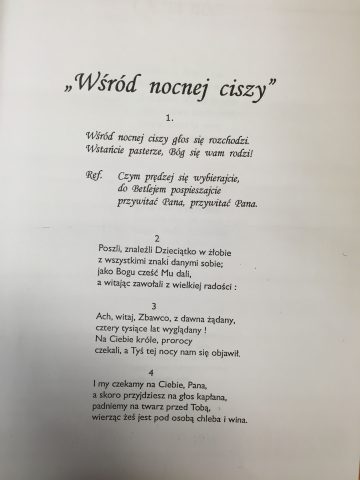 „Wśród nocnej ciszy”
1.
Wśród nocnej ciszy głos się rozchodzi.
Wstańcie pasterze, Bóg się wam rodzi!
Ref. Czym prędzej się wybierajcie,
do Betlejem pospieszajcie
przywitać Pana, przywitać Pana.
2
Poszli, znaleźli Dzieciątko w żłobie
z wszystkimi znaki danymi sobie;
jako Bogu cześć Mu dali,
a witając zawołali z wielkiej radości :
3
Ach, witaj, Zbawco, z dawna żądany,
cztery tysiące lat wyglądany !
Na Ciebie króle, prorocy
czekali, a Tyś tej nocy nam się objawił.
4
I my czekamy na Ciebie, Pana,
a skoro przyjdziesz na głos kapłana,
padniemy na twarz przed Tobą,
wierząc żeś jest pod osobą chleba i wina.